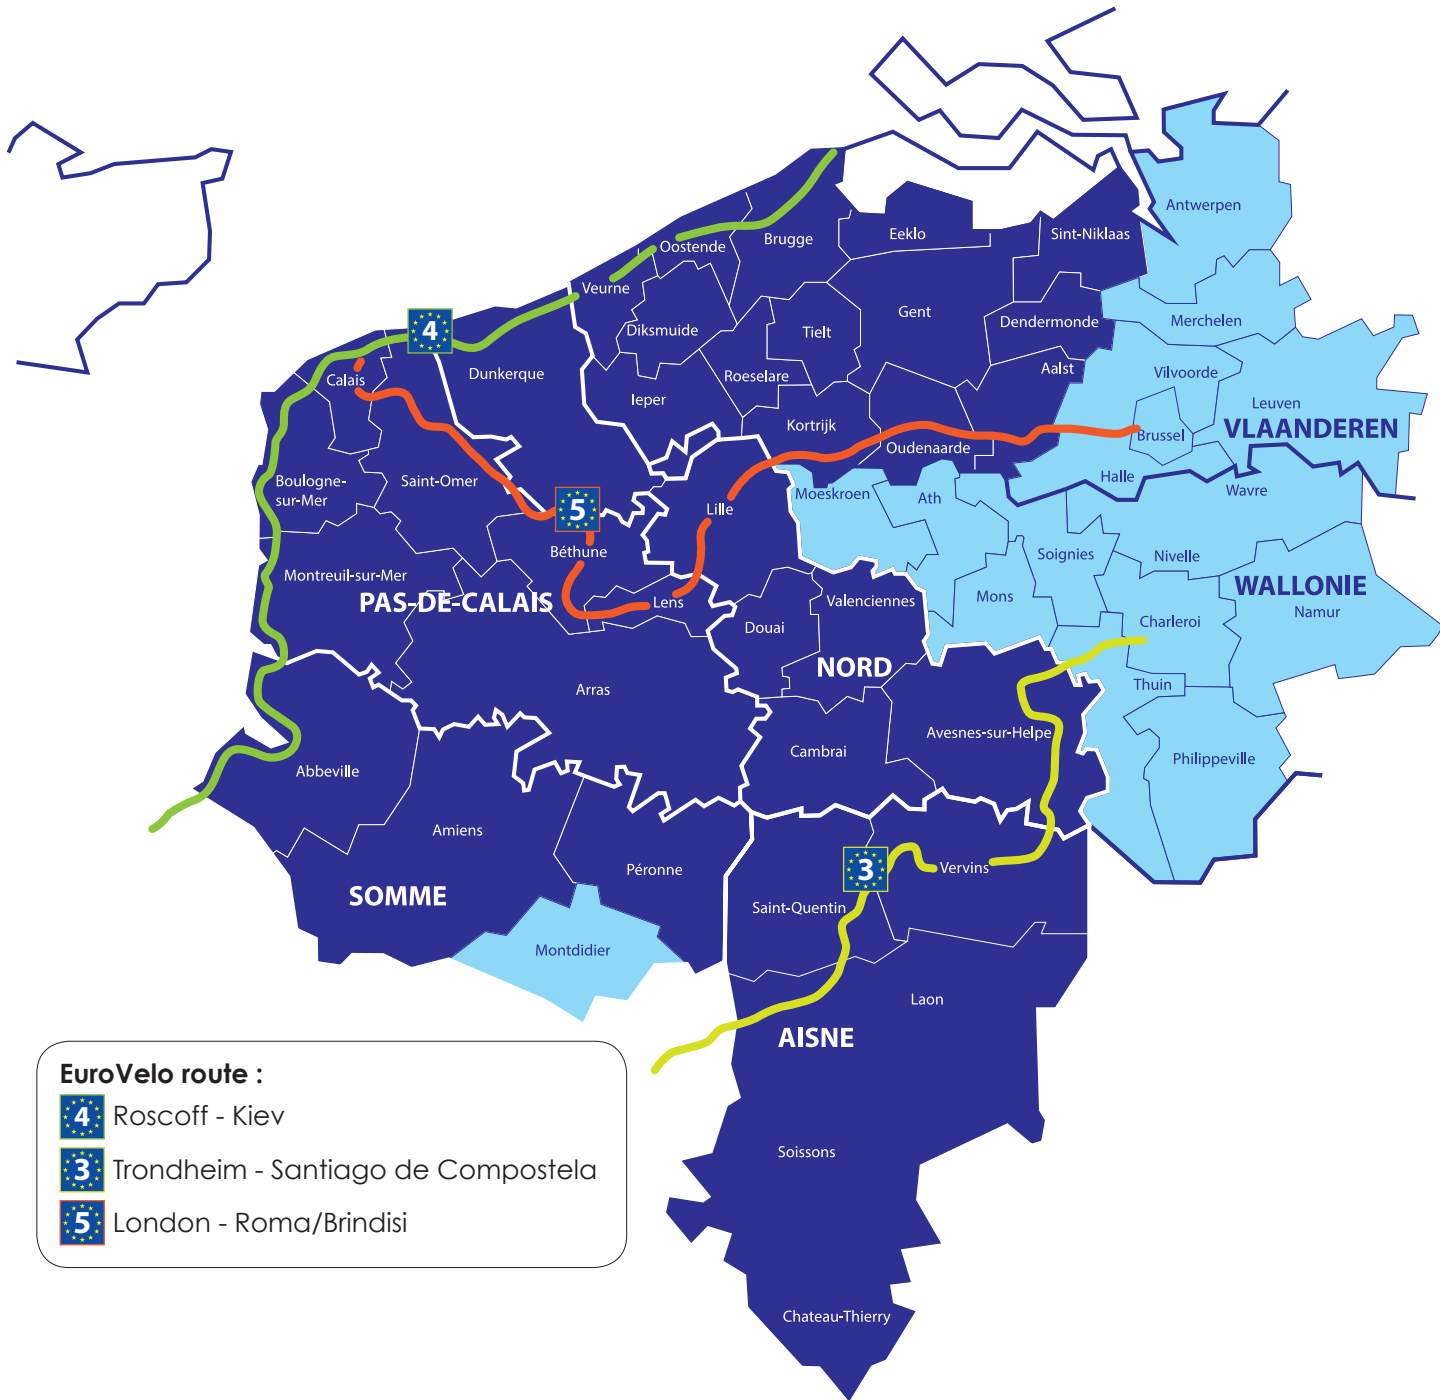 Antwerpen
Eeklo
Sint-Niklaas
Brugge
Oostende
Veurne
Gent
Dendermonde
Merchelen
4
Diksmuide
Tielt
Aalst
Vilvoorde
Dunkerque
Roeselare
Calais
Ieper
Leuven
VLAANDEREN
Kortrijk
Brussel
Oudenaarde
Halle
Wavre
Saint-Omer
Boulogne-
sur-Mer
Moeskroen
Ath
5
Lille
Béthune
Soignies
Nivelle
Montreuil-sur-Mer
PAS-DE-CALAIS
Lens
Valenciennes
Mons
WALLONIE
Namur
Douai
Charleroi
NORD
Arras
Thuin
Avesnes-sur-Helpe
Cambrai
Philippeville
Abbeville
Amiens
Péronne
3
Vervins
SOMME
Saint-Quentin
Montdidier
Laon
AISNE
EuroVelo route :
4 Roscoff - Kiev
3 Trondheim - Santiago de Compostela
5 London - Roma/Brindisi
Soissons
Chateau-Thierry